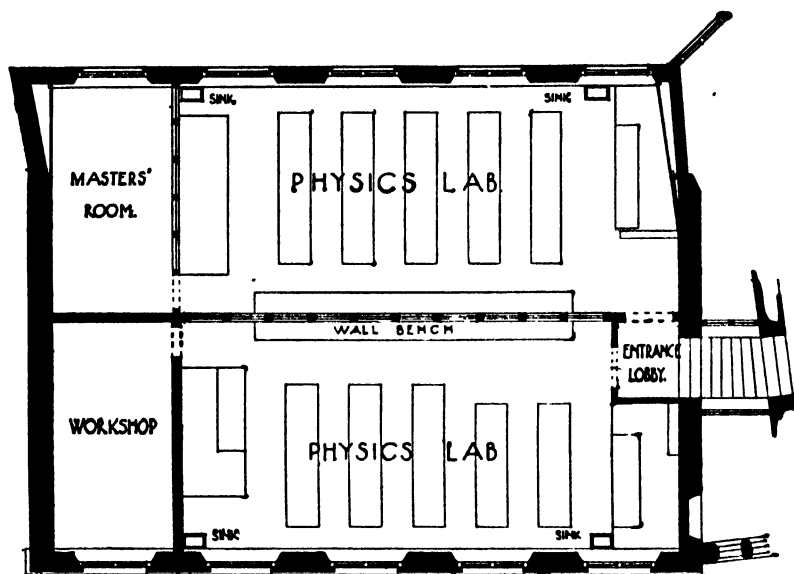 SINK
SINK
MASTERS'
ROOM.
PHYSICS LAB.
WALL BENCH
ENTRANCE
LOBBY.
WORKSHOP
PHYSICS LAB
SINK
SINK